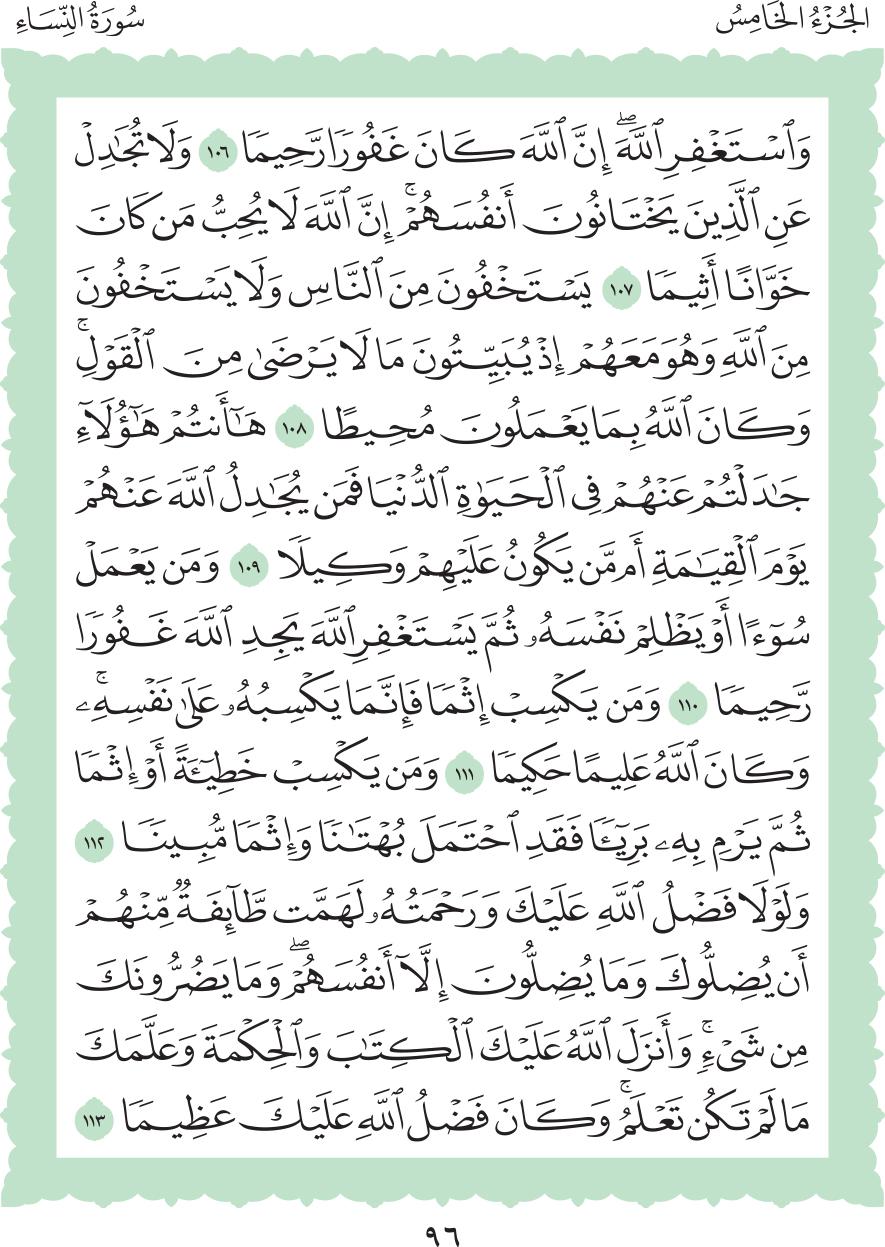 الجُزْءُ الخَامِسُ
سُورَةُ النِّسَاءِ
وَٱسۡتَغۡفِرِ ٱللَّهَۖ إِنَّ ٱللَّهَ كَانَ غَفُورٗا رَّحِيمٗا ١٠٦ وَلَا تُجَٰدِلۡ
عَنِ ٱلَّذِينَ يَخۡتَانُونَ أَنفُسَهُمۡۚ إِنَّ ٱللَّهَ لَا يُحِبُّ مَن كَانَ
خَوَّانًا أَثِيمٗا ١٠٧ يَسۡتَخۡفُونَ مِنَ ٱلنَّاسِ وَلَا يَسۡتَخۡفُونَ
مِنَ ٱللَّهِ وَهُوَ مَعَهُمۡ إِذۡ يُبَيِّتُونَ مَا لَا يَرۡضَىٰ مِنَ ٱلۡقَوۡلِۚ
وَكَانَ ٱللَّهُ بِمَا يَعۡمَلُونَ مُحِيطًا ١٠٨ هَٰٓأَنتُمۡ هَٰٓؤُلَآءِ
جَٰدَلۡتُمۡ عَنۡهُمۡ فِي ٱلۡحَيَوٰةِ ٱلدُّنۡيَا فَمَن يُجَٰدِلُ ٱللَّهَ عَنۡهُمۡ
يَوۡمَ ٱلۡقِيَٰمَةِ أَم مَّن يَكُونُ عَلَيۡهِمۡ وَكِيلٗا ١٠٩ وَمَن يَعۡمَلۡ
سُوٓءًا أَوۡ يَظۡلِمۡ نَفۡسَهُۥ ثُمَّ يَسۡتَغۡفِرِ ٱللَّهَ يَجِدِ ٱللَّهَ غَفُورٗا
رَّحِيمٗا ١١٠ وَمَن يَكۡسِبۡ إِثۡمٗا فَإِنَّمَا يَكۡسِبُهُۥ عَلَىٰ نَفۡسِهِۦۚ
وَكَانَ ٱللَّهُ عَلِيمًا حَكِيمٗا ١١١ وَمَن يَكۡسِبۡ خَطِيٓـَٔةً أَوۡ إِثۡمٗا
ثُمَّ يَرۡمِ بِهِۦ بَرِيٓـٔٗا فَقَدِ ٱحۡتَمَلَ بُهۡتَٰنٗا وَإِثۡمٗا مُّبِينٗا ١١٢
وَلَوۡلَا فَضۡلُ ٱللَّهِ عَلَيۡكَ وَرَحۡمَتُهُۥ لَهَمَّت طَّآئِفَةٞ مِّنۡهُمۡ
أَن يُضِلُّوكَ وَمَا يُضِلُّونَ إِلَّآ أَنفُسَهُمۡۖ وَمَا يَضُرُّونَكَ
مِن شَيۡءٖۚ وَأَنزَلَ ٱللَّهُ عَلَيۡكَ ٱلۡكِتَٰبَ وَٱلۡحِكۡمَةَ وَعَلَّمَكَ
مَا لَمۡ تَكُن تَعۡلَمُۚ وَكَانَ فَضۡلُ ٱللَّهِ عَلَيۡكَ عَظِيمٗا ١١٣
٩٦